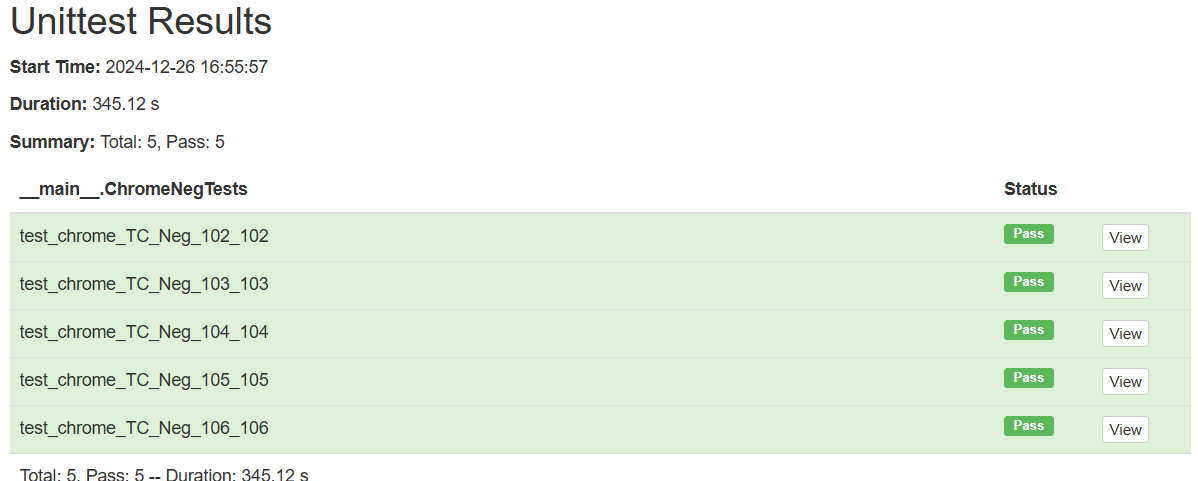 Unittest Results
Start Time: 2024-12-26 16:55:57
Duration: 345.12 s
Summary: Total: 5, Pass: 5
__main__.ChromeNegTests Status
test_chrome_TC_Neg_102_102 Pass View
test_chrome_TC_Neg_103_103 Pass View
test_chrome_TC_Neg_104_104 Pass View
test_chrome_TC_Neg_105_105 Pass View
test_chrome_TC_Neg_106_106 Pass View
Total: 5, Pass: 5 -- Duration: 345.12 s